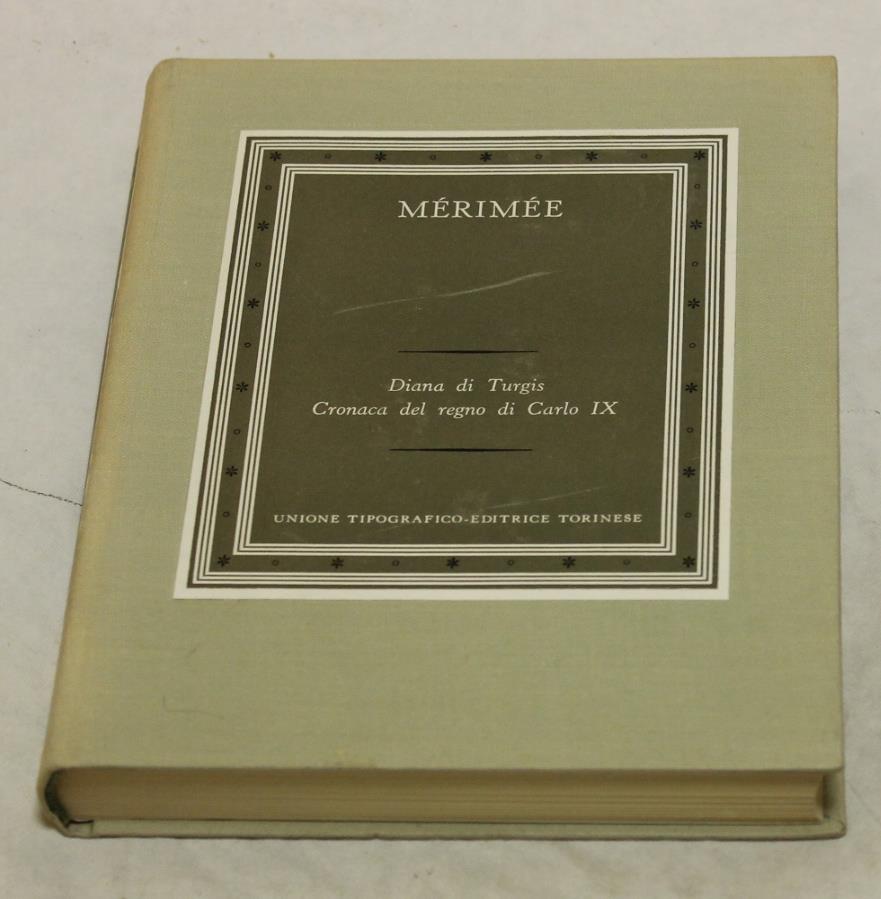 MÉRIMÉE
Diana di Turgis
Cronaca del regno di Carlo IX
UNIONE TIPOGRAFICO-EDITRICE TORINESE